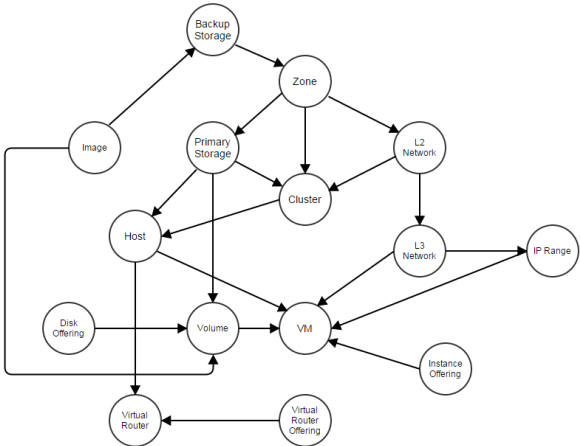 Backup
Storage
Zone
Image
Primary
Storage
L2
Network
Cluster
Host
L3
Network
IP Range
Disk
Offering
Volume
VM
Instance
Offering
Virtual
Router
Virtual
Router
Offering